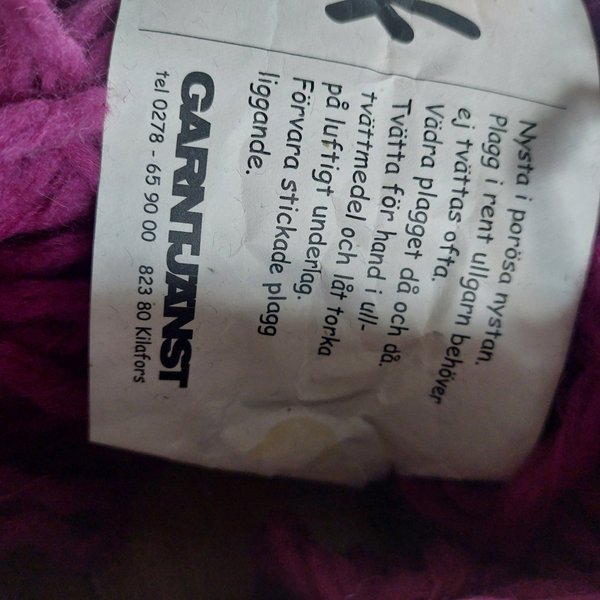 Nysta i porösa nystan.
Plagg i rent ullgarn behöver
ej tvättas ofta.
Vädra plagget då och då.
Tvätta för hand i ull-
tvättmedel och låt torka
på luftigt underlag.
Förvara stickade plagg
liggande.
GARNTJÄNST
tel 0278 - 65 90 00 823 80 Kilafors